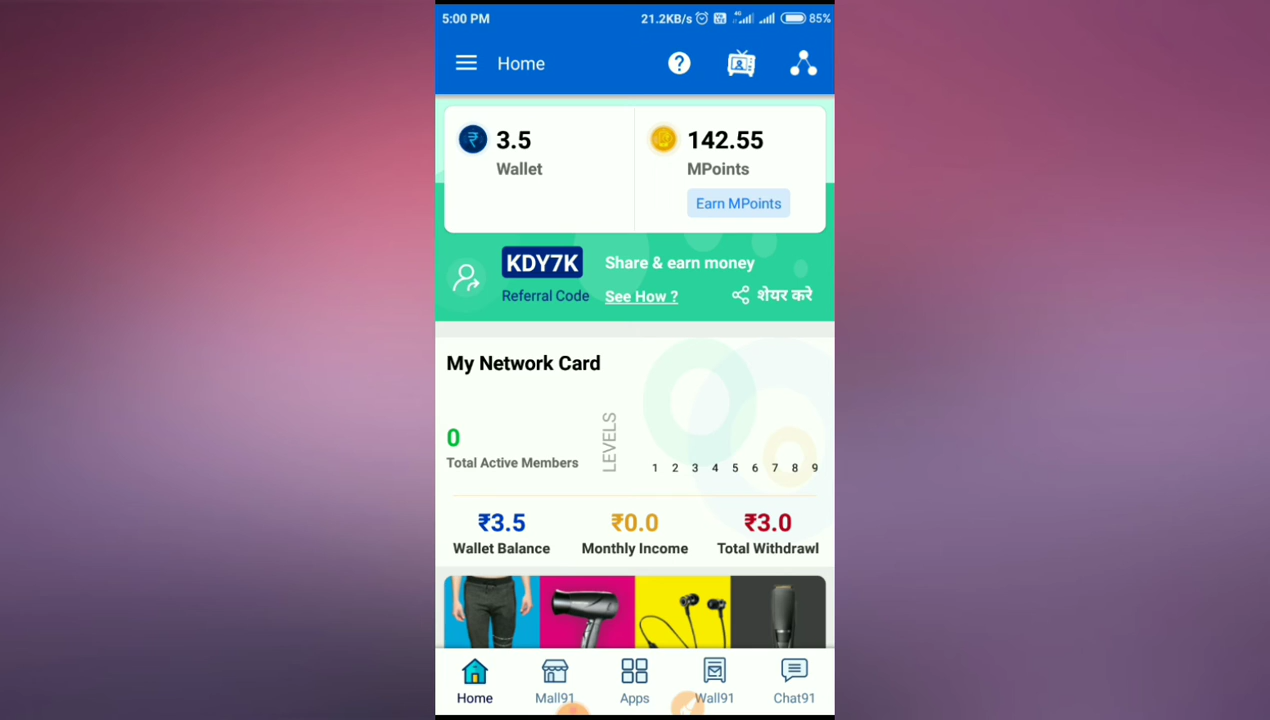 5:00 PM 21.2KB/s 4G 85%
Home ?
₹ 3.5 142.55
Wallet MPoints
Earn MPoints
KDY7K Share & earn money
Referral Code See How ? शेयर करे
My Network Card
LEVELS
0
Total Active Members
1 2 3 4 5 6 7 8 9
₹3.5 ₹0.0 ₹3.0
Wallet Balance Monthly Income Total Withdrawl
Home Mall91 Apps Wall91 Chat91